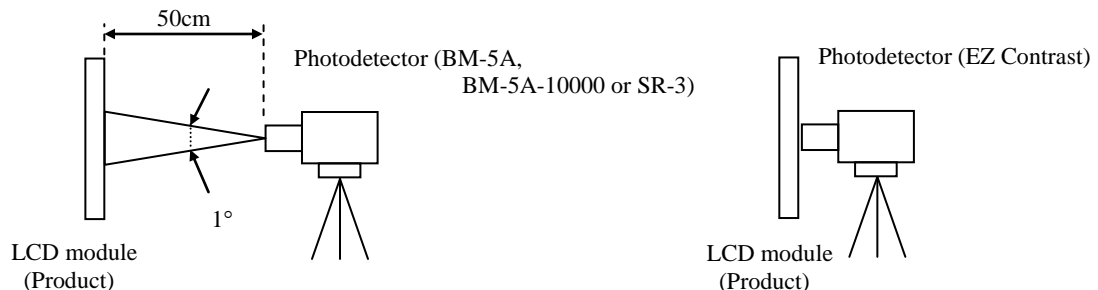 50cm
Photodetector (BM-5A,
BM-5A-10000 or SR-3)
1°
LCD module
(Product)
Photodetector (EZ Contrast)
LCD module
(Product)